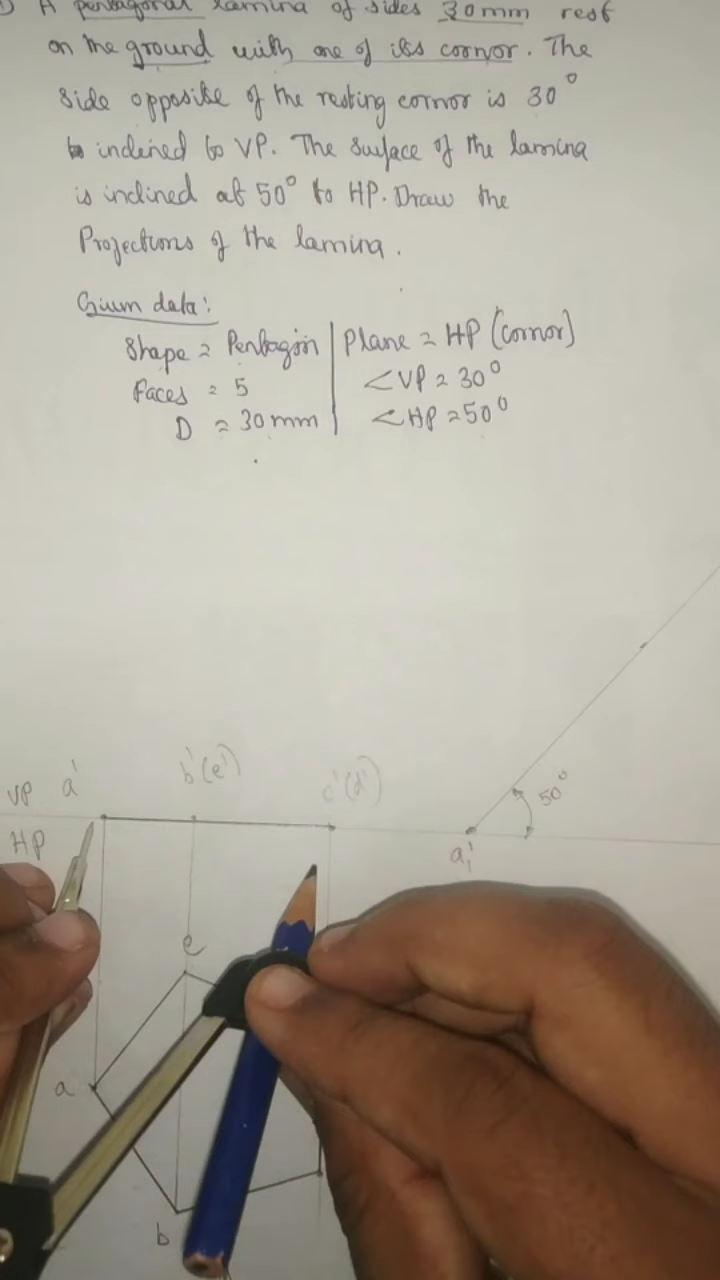 A pentagonal lamina of sides 30mm rest
on the ground with one of its cornor. The
side opposite of the resting cornor is 30°
inclined to VP. The surface of the lamina
is inclined at 50° to HP. Draw the
Projections of the lamina.
Given data:
Shape = Pentagon | Plane = HP (cornor)
Faces = 5 <VP = 30°
D = 30mm <HP = 50°
VP a' b'(e') c'(d') 50°
HP a₁'
e
a
b